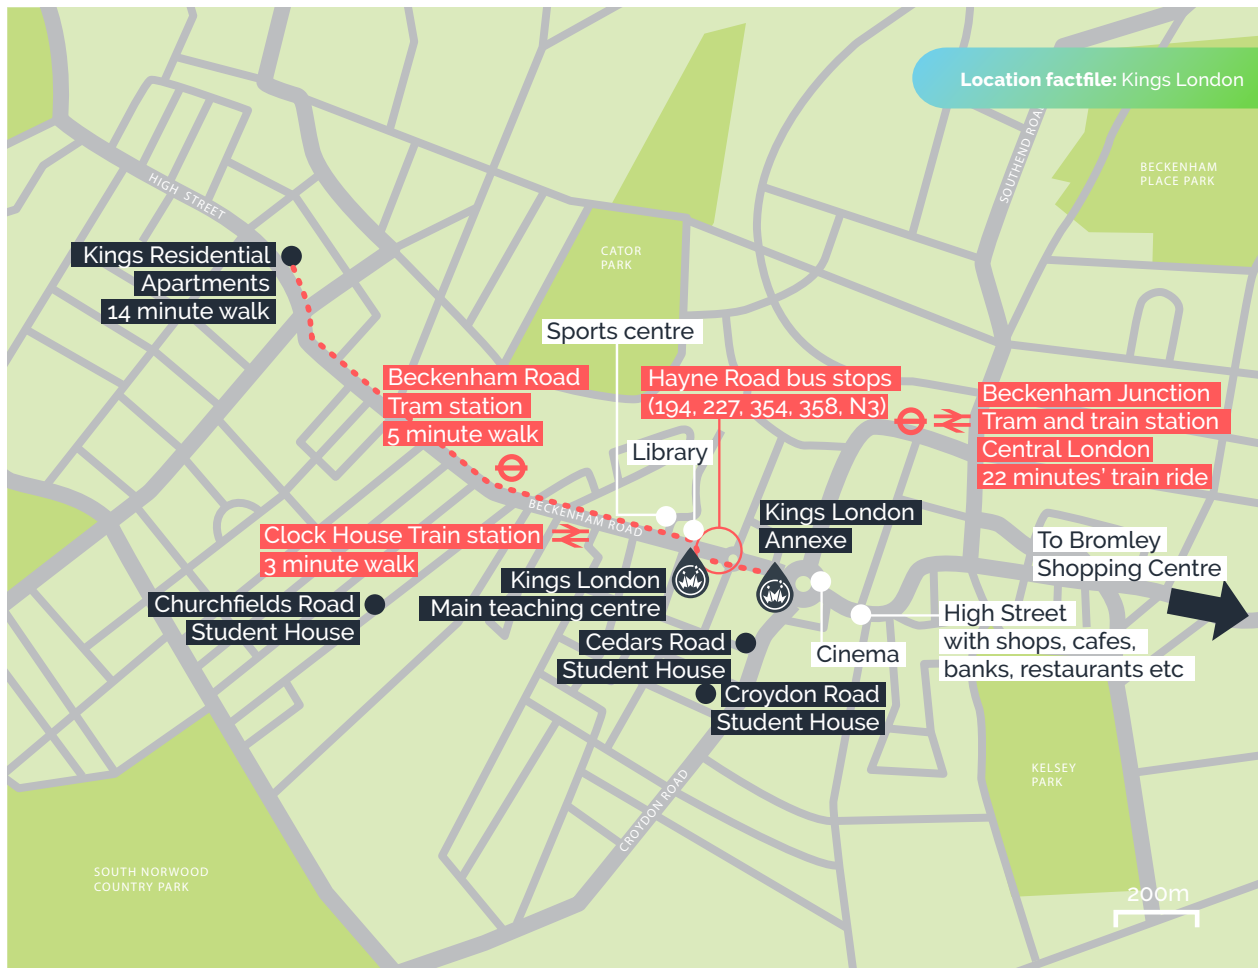 Location factfile: Kings London
SOUTHEND ROAD
BECKENHAM
PLACE PARK
HIGH STREET
CATOR
PARK
Kings Residential
Apartments
14 minute walk
Sports centre
Beckenham Road
Tram station
5 minute walk
Hayne Road bus stops
(194, 227, 354, 358, N3)
Beckenham Junction
Tram and train station
Central London
22 minutes' train ride
Library
BECKENHAM ROAD
Kings London
Annexe
Clock House Train station
3 minute walk
To Bromley
Shopping Centre
Kings London
Main teaching centre
Churchfields Road
Student House
High Street
with shops, cafes,
banks, restaurants etc
Cedars Road
Student House
Cinema
Croydon Road
Student House
KELSEY
PARK
CROYDON ROAD
SOUTH NORWOOD
COUNTRY PARK
200m